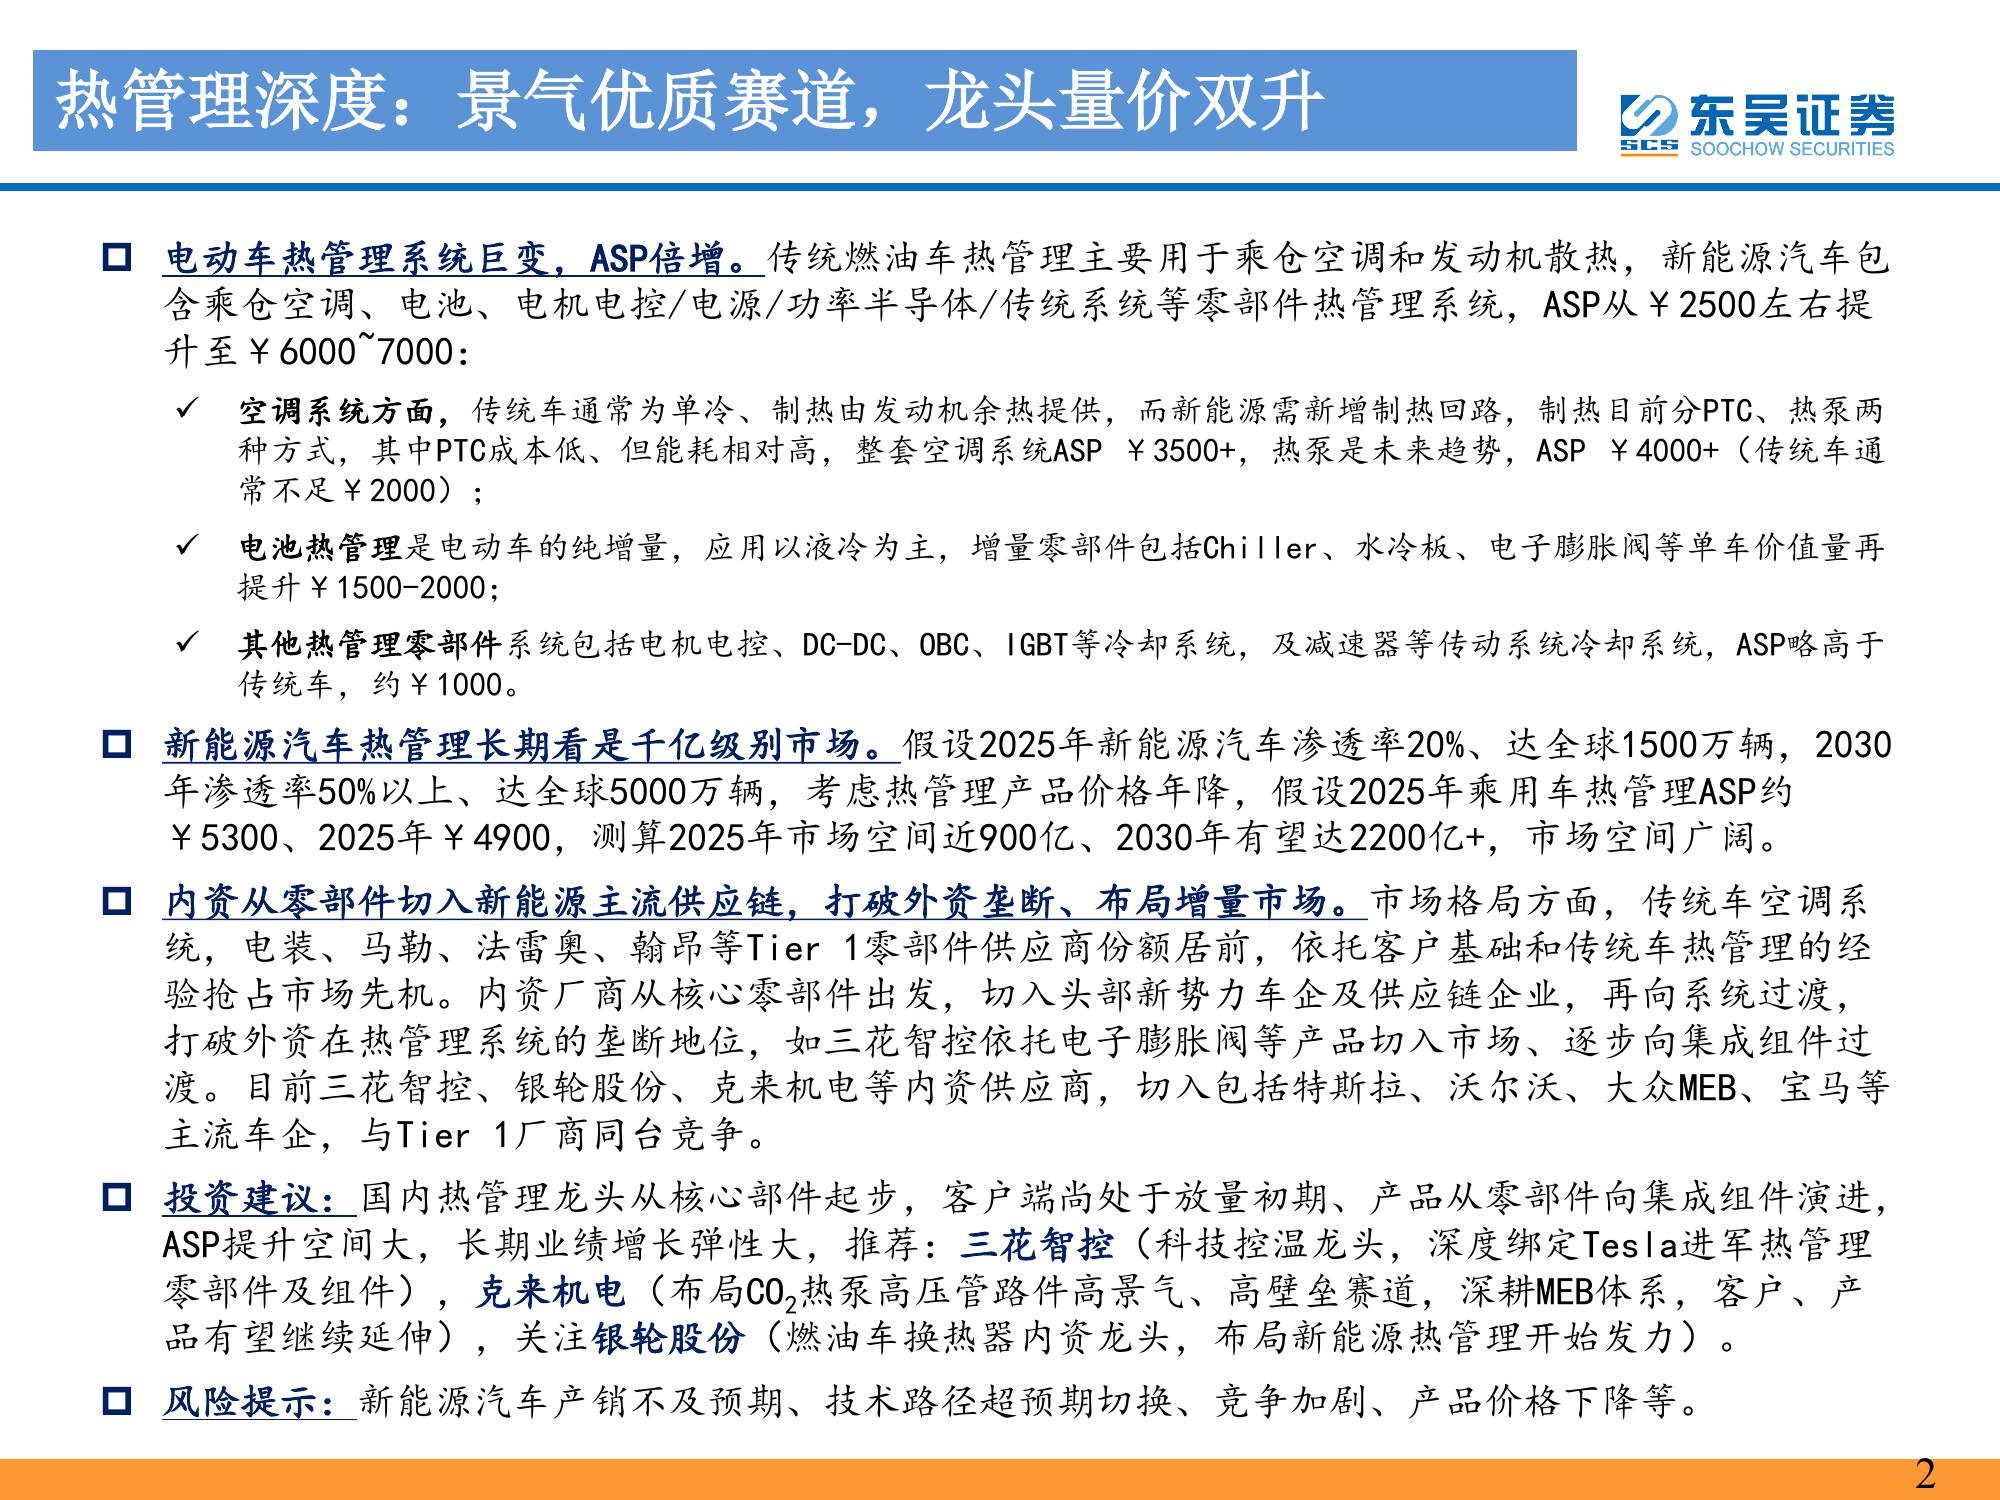 热管理深度：景气优质赛道，龙头量价双升
东吴证券
SCS SOOCHOW SECURITIES
电动车热管理系统巨变，ASP倍增。传统燃油车热管理主要用于乘仓空调和发动机散热，新能源汽车包
含乘仓空调、电池、电机电控/电源/功率半导体/传统系统等零部件热管理系统，ASP从￥2500左右提
升至￥6000~7000：
✓ 空调系统方面，传统车通常为单冷、制热由发动机余热提供，而新能源需新增制热回路，制热目前分PTC、热泵两
种方式，其中PTC成本低、但能耗相对高，整套空调系统ASP ￥3500+，热泵是未来趋势，ASP ￥4000+（传统车通
常不足￥2000）；
✓ 电池热管理是电动车的纯增量，应用以液冷为主，增量零部件包括Chiller、水冷板、电子膨胀阀等单车价值量再
提升￥1500-2000；
✓ 其他热管理零部件系统包括电机电控、DC-DC、OBC、IGBT等冷却系统，及减速器等传动系统冷却系统，ASP略高于
传统车，约￥1000。
新能源汽车热管理长期看是千亿级别市场。假设2025年新能源汽车渗透率20%、达全球1500万辆，2030
年渗透率50%以上、达全球5000万辆，考虑热管理产品价格年降，假设2025年乘用车热管理ASP约
￥5300、2025年￥4900，测算2025年市场空间近900亿、2030年有望达2200亿+，市场空间广阔。
内资从零部件切入新能源主流供应链，打破外资垄断、布局增量市场。市场格局方面，传统车空调系
统，电装、马勒、法雷奥、翰昂等Tier 1零部件供应商份额居前，依托客户基础和传统车热管理的经
验抢占市场先机。内资厂商从核心零部件出发，切入头部新势力车企及供应链企业，再向系统过渡，
打破外资在热管理系统的垄断地位，如三花智控依托电子膨胀阀等产品切入市场、逐步向集成组件过
渡。目前三花智控、银轮股份、克来机电等内资供应商，切入包括特斯拉、沃尔沃、大众MEB、宝马等
主流车企，与Tier 1厂商同台竞争。
投资建议：国内热管理龙头从核心部件起步，客户端尚处于放量初期、产品从零部件向集成组件演进，
ASP提升空间大，长期业绩增长弹性大，推荐：三花智控（科技控温龙头，深度绑定Tesla进军热管理
零部件及组件），克来机电（布局CO₂热泵高压管路件高景气、高壁垒赛道，深耕MEB体系，客户、产
品有望继续延伸），关注银轮股份（燃油车换热器内资龙头，布局新能源热管理开始发力）。
风险提示：新能源汽车产销不及预期、技术路径超预期切换、竞争加剧、产品价格下降等。
2